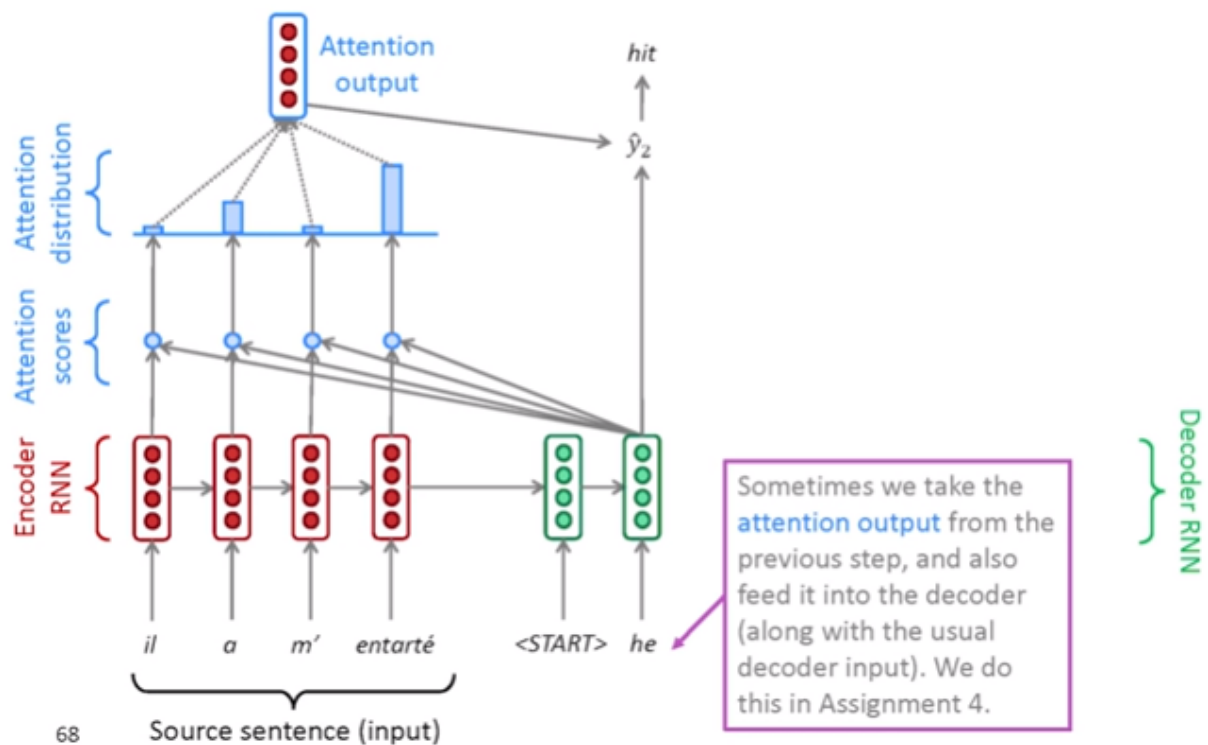 Attention
output
hit
ŷ₂
Attention
distribution
Attention
scores
Encoder
RNN
Decoder RNN
Sometimes we take the
attention output from the
previous step, and also
feed it into the decoder
(along with the usual
decoder input). We do
this in Assignment 4.
il a m' entarté <START> he
Source sentence (input)
68